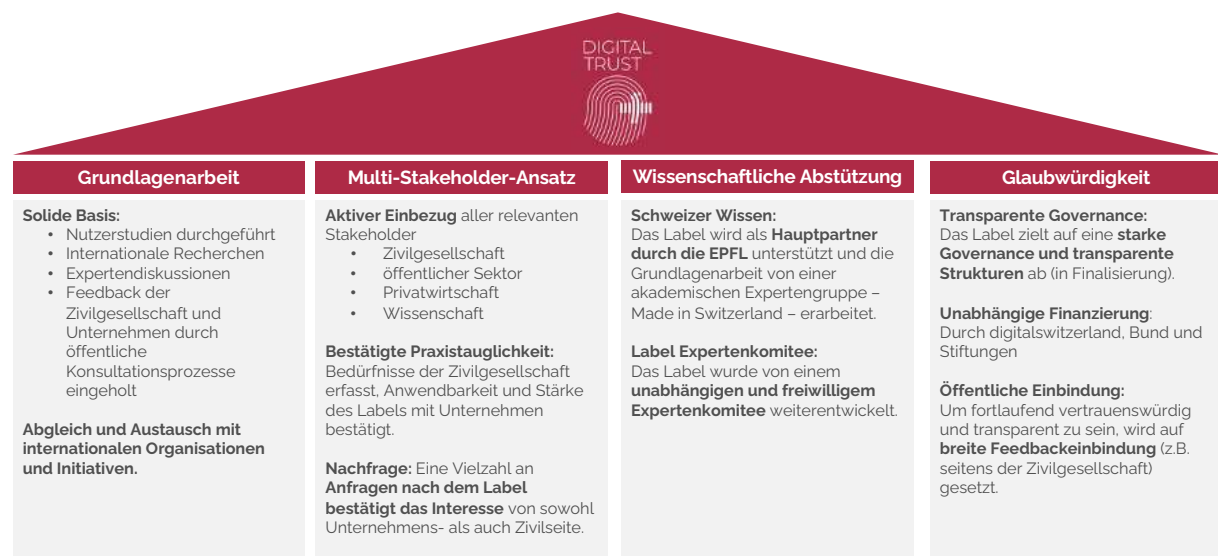 DIGITAL
TRUST
Grundlagenarbeit
Solide Basis:
• Nutzerstudien durchgeführt
• Internationale Recherchen
• Expertendiskussionen
• Feedback der
Zivilgesellschaft und
Unternehmen durch
öffentliche
Konsultationsprozesse
eingeholt
Abgleich und Austausch mit
internationalen Organisationen
und Initiativen.
Multi-Stakeholder-Ansatz
Aktiver Einbezug aller relevanten
Stakeholder
• Zivilgesellschaft
• öffentlicher Sektor
• Privatwirtschaft
• Wissenschaft
Bestätigte Praxistauglichkeit:
Bedürfnisse der Zivilgesellschaft
erfasst, Anwendbarkeit und Stärke
des Labels mit Unternehmen
bestätigt.
Nachfrage: Eine Vielzahl an
Anfragen nach dem Label
bestätigt das Interesse von sowohl
Unternehmens- als auch Zivilseite.
Wissenschaftliche Abstützung
Schweizer Wissen:
Das Label wird als Hauptpartner
durch die EPFL unterstützt und die
Grundlagenarbeit von einer
akademischen Expertengruppe –
Made in Switzerland – erarbeitet.
Label Expertenkomitee:
Das Label wurde von einem
unabhängigen und freiwilligem
Expertenkomitee weiterentwickelt.
Glaubwürdigkeit
Transparente Governance:
Das Label zielt auf eine starke
Governance und transparente
Strukturen ab (in Finalisierung).
Unabhängige Finanzierung:
Durch digitalswitzerland, Bund und
Stiftungen
Öffentliche Einbindung:
Um fortlaufend vertrauenswürdig
und transparent zu sein, wird auf
breite Feedbackeinbindung (z.B.
seitens der Zivilgesellschaft)
gesetzt.